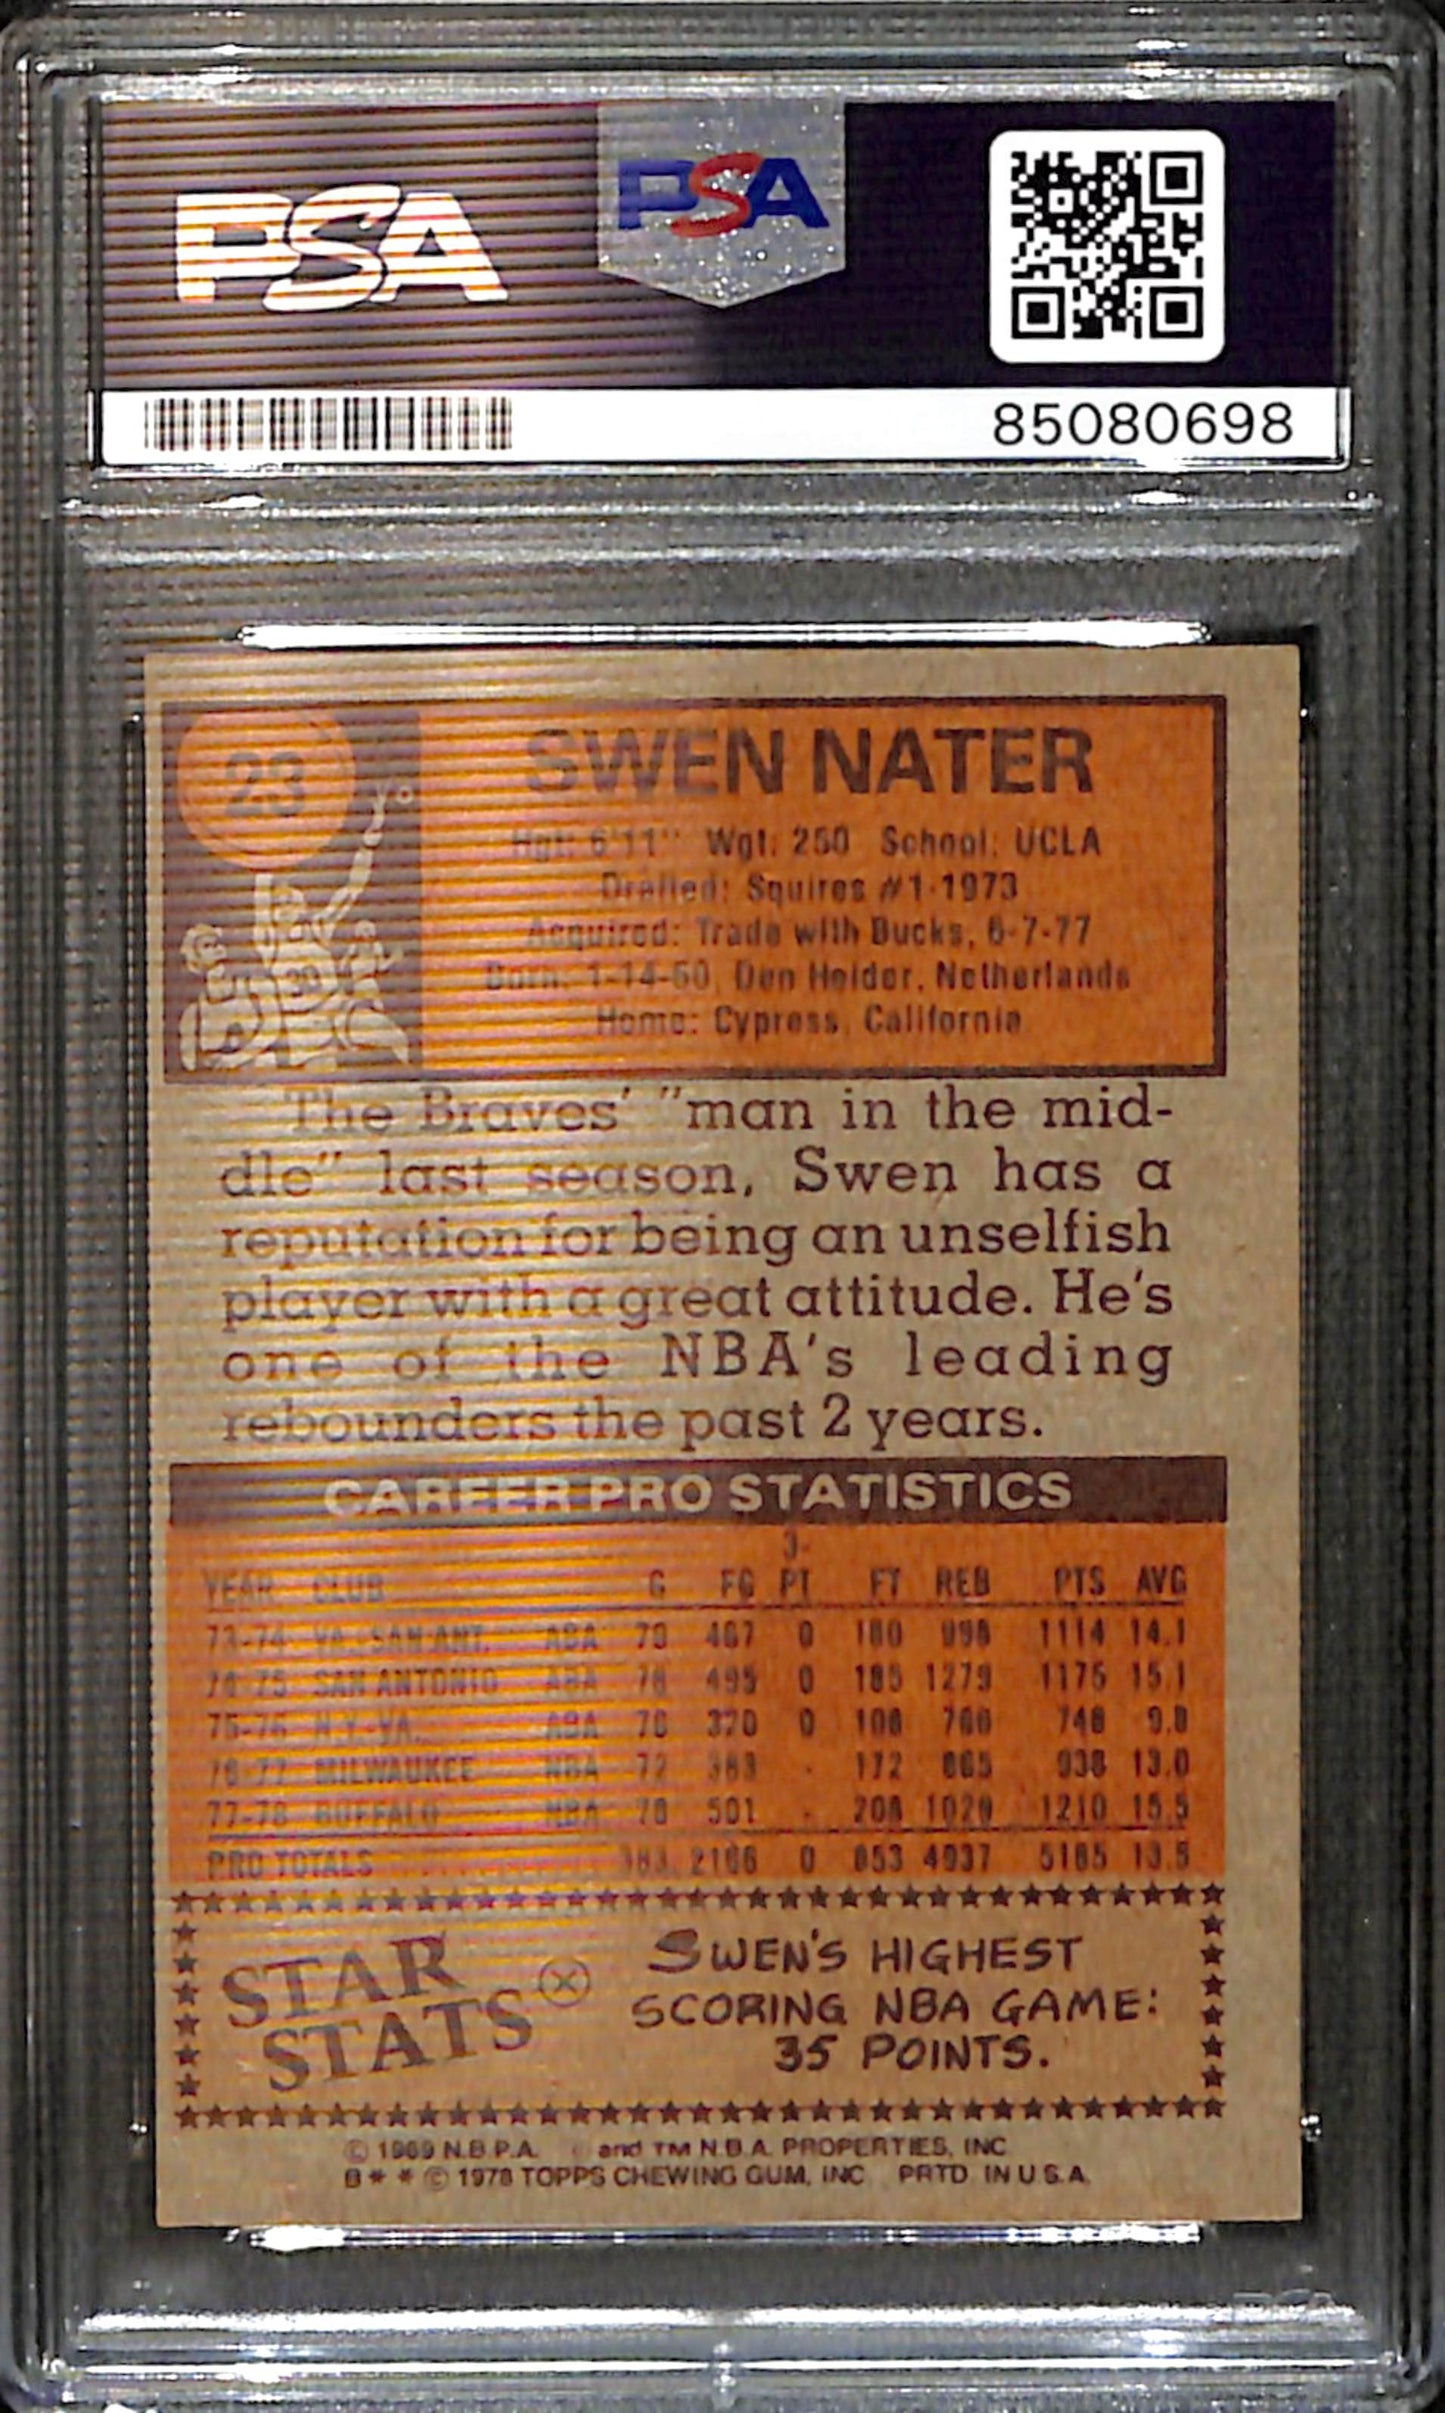 PSA
PSA
85080698
23
SWEN NATER
Hgt: 6'11" Wgt: 250 School: UCLA
Drafted: Squires #1-1973
Acquired: Trade with Bucks, 6-7-77
Born: 1-14-50, Den Helder, Netherlands
Home: Cypress, California
The Braves' "man in the mid-
dle" last season, Swen has a
reputation for being an unselfish
player with a great attitude. He's
one of the NBA's leading
rebounders the past 2 years.
CAREER PRO STATISTICS
3-
YEAR CLUB G FG PT FT REB PTS AVG
73-74 VA.-SAN ANT. ABA 79 467 0 180 998 1114 14.1
74-75 SAN ANTONIO ABA 78 495 0 185 1279 1175 15.1
75-76 N.Y.-VA. ABA 76 370 0 108 766 748 9.8
76-77 MILWAUKEE NBA 72 383 - 172 865 938 13.0
77-78 BUFFALO NBA 78 501 - 208 1029 1210 15.5
PRO TOTALS 383 2166 0 853 4937 5185 13.5
STAR
STATS
SWEN'S HIGHEST
SCORING NBA GAME:
35 POINTS.
© 1969 N.B.P.A. and TM N.B.A. PROPERTIES, INC.
B * * © 1978 TOPPS CHEWING GUM, INC. PRTD. IN U.S.A.